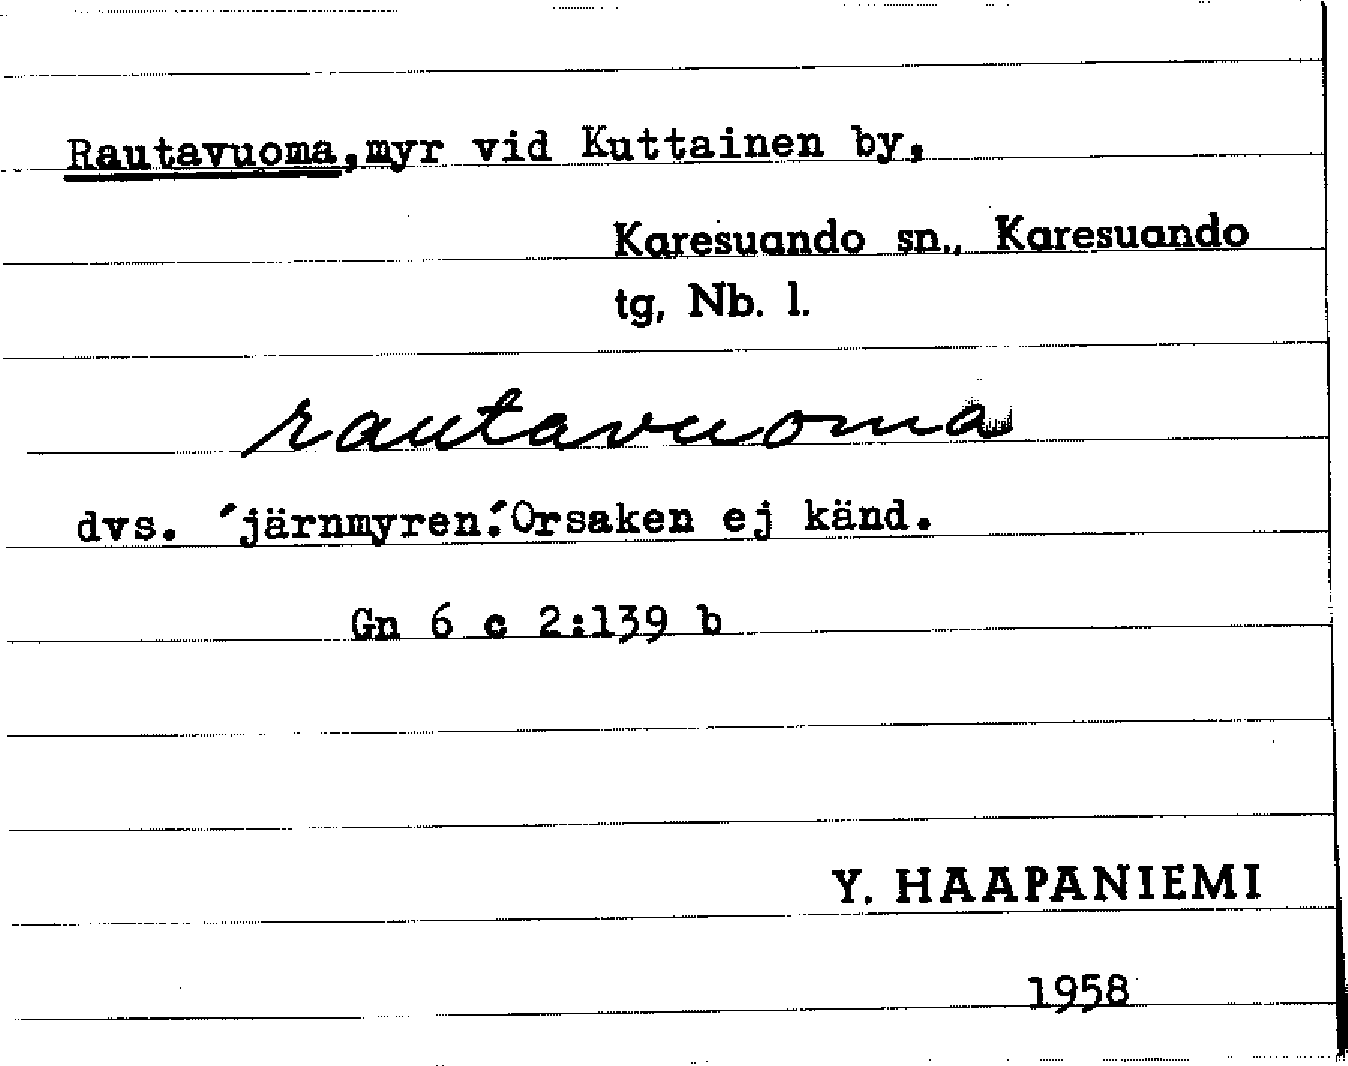 Rautavuoma, myr vid Kuttainen by,
Karesuando sn., Karesuando
tg, Nb. l.
rautavuoma
dvs. ´järnmyren.´ Orsaken ej känd.
Gn 6 c 2:139 b
Y. HAAPANIEMI
1958